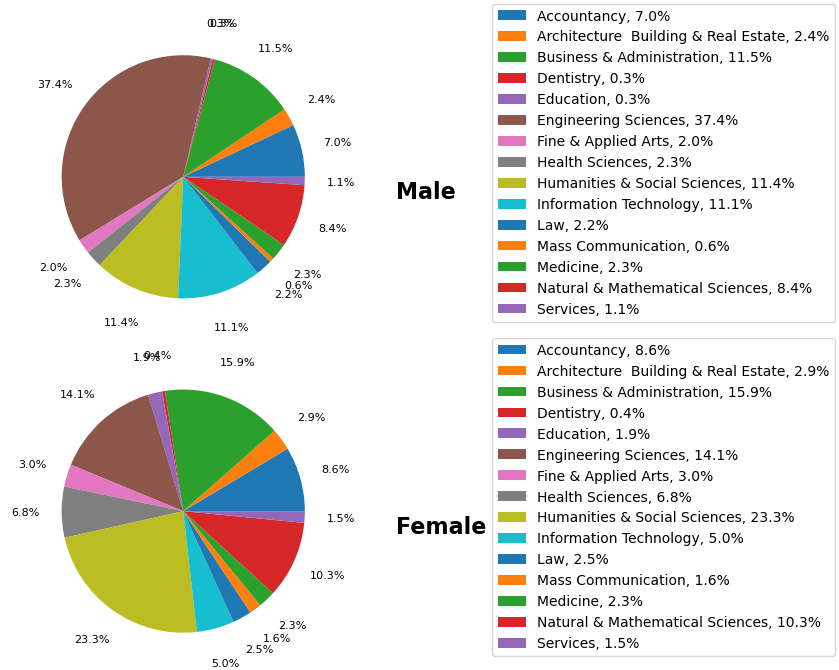 0.3%
0.3%
11.5%
37.4%
2.4%
7.0%
1.1%
8.4%
2.3%
0.6%
2.2%
2.0%
2.3%
11.4%
11.1%
Male
Accountancy, 7.0%
Architecture  Building & Real Estate, 2.4%
Business & Administration, 11.5%
Dentistry, 0.3%
Education, 0.3%
Engineering Sciences, 37.4%
Fine & Applied Arts, 2.0%
Health Sciences, 2.3%
Humanities & Social Sciences, 11.4%
Information Technology, 11.1%
Law, 2.2%
Mass Communication, 0.6%
Medicine, 2.3%
Natural & Mathematical Sciences, 8.4%
Services, 1.1%
1.9%
0.4%
15.9%
14.1%
2.9%
3.0%
8.6%
6.8%
1.5%
10.3%
2.3%
1.6%
2.5%
5.0%
23.3%
Female
Accountancy, 8.6%
Architecture  Building & Real Estate, 2.9%
Business & Administration, 15.9%
Dentistry, 0.4%
Education, 1.9%
Engineering Sciences, 14.1%
Fine & Applied Arts, 3.0%
Health Sciences, 6.8%
Humanities & Social Sciences, 23.3%
Information Technology, 5.0%
Law, 2.5%
Mass Communication, 1.6%
Medicine, 2.3%
Natural & Mathematical Sciences, 10.3%
Services, 1.5%